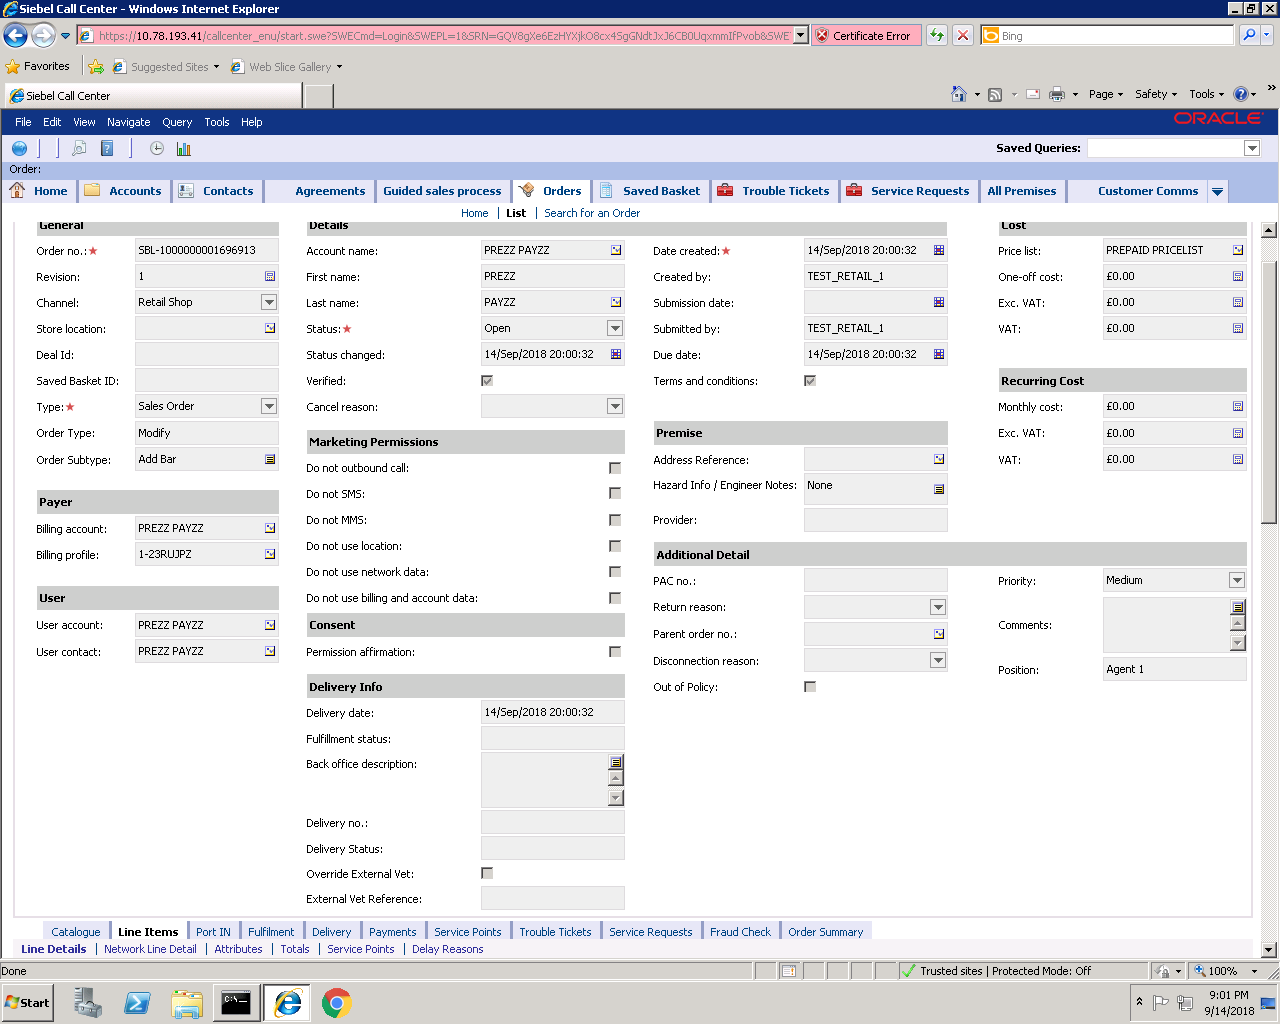 Siebel Call Center - Windows Internet Explorer
https://10.78.193.41/callcenter_enu/start.swe?SWECmd=Login&SWEPL=1&SRN=
Certificate Error
Bing
Favorites Suggested Sites Web Slice Gallery
Siebel Call Center
Page Safety Tools
File Edit View Navigate Query Tools Help
ORACLE
Saved Queries:
Order:
Home Accounts Contacts Agreements Guided sales process Orders Saved Basket Trouble Tickets Service Requests All Premises Customer Comms
Home List Search for an Order
General
Order no.:★ SBL-1000000001696913
Revision: 1
Channel: Retail Shop
Store location:
Deal Id:
Saved Basket ID:
Type:★ Sales Order
Order Type: Modify
Order Subtype: Add Bar
Payer
Billing account: PREZZ PAYZZ
Billing profile: 1-23RUJPZ
User
User account: PREZZ PAYZZ
User contact: PREZZ PAYZZ
Details
Account name: PREZZ PAYZZ
First name: PREZZ
Last name: PAYZZ
Status:★ Open
Status changed: 14/Sep/2018 20:00:32
Verified:
Cancel reason:
Marketing Permissions
Do not outbound call:
Do not SMS:
Do not MMS:
Do not use location:
Do not use network data:
Do not use billing and account data:
Consent
Permission affirmation:
Delivery Info
Delivery date: 14/Sep/2018 20:00:32
Fulfillment status:
Back office description:
Delivery no.:
Delivery Status:
Override External Vet:
External Vet Reference:
Date created:★ 14/Sep/2018 20:00:32
Created by: TEST_RETAIL_1
Submission date:
Submitted by: TEST_RETAIL_1
Due date: 14/Sep/2018 20:00:32
Terms and conditions:
Premise
Address Reference:
Hazard Info / Engineer Notes: None
Provider:
Additional Detail
PAC no.:
Return reason:
Parent order no.:
Disconnection reason:
Out of Policy:
Priority: Medium
Comments:
Position: Agent 1
Cost
Price list: PREPAID PRICELIST
One-off cost: £0.00
Exc. VAT: £0.00
VAT: £0.00
Recurring Cost
Monthly cost: £0.00
Exc. VAT: £0.00
VAT: £0.00
Catalogue Line Items Port IN Fulfilment Delivery Payments Service Points Trouble Tickets Service Requests Fraud Check Order Summary
Line Details Network Line Detail Attributes Totals Service Points Delay Reasons
Done
Trusted sites | Protected Mode: Off
100%
Start
9:01 PM
9/14/2018